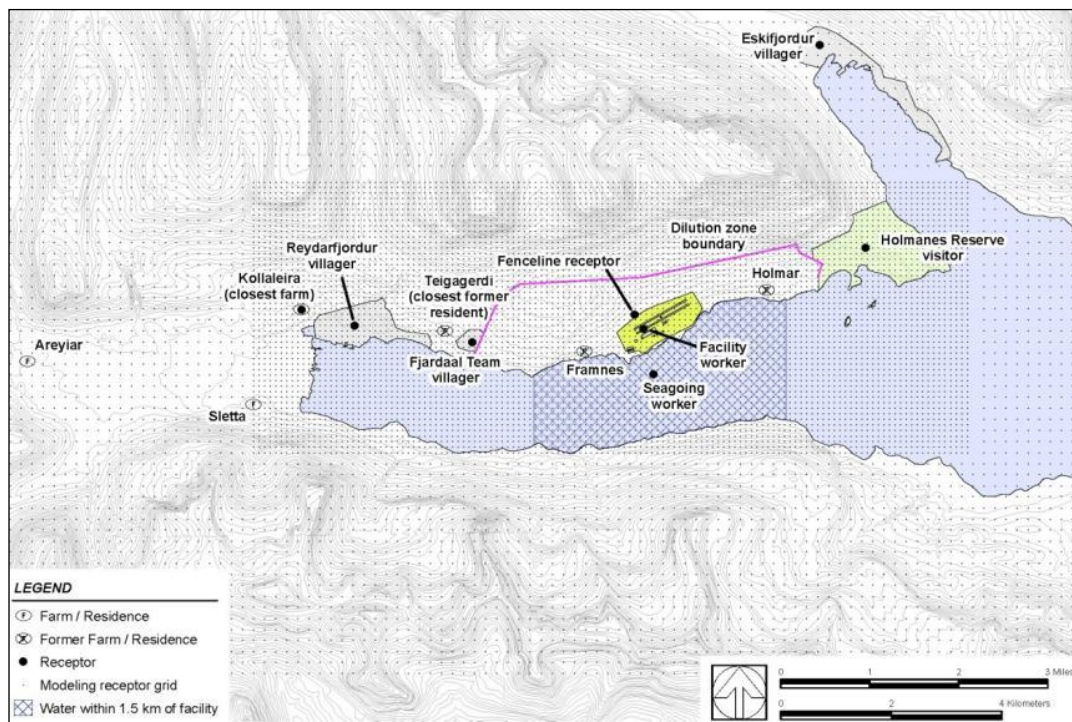 Eskifjordur
villager
Dilution zone
boundary
Holmanes Reserve
visitor
Reydarfjordur
villager
Fenceline receptor
Holmar
Kollaleira
(closest farm)
Teigagerdi
(closest former
resident)
Areyiar
Facility
worker
Fjardaal Team
villager
Framnes
Seagoing
worker
Sletta
LEGEND
Farm / Residence
Former Farm / Residence
Receptor
Modeling receptor grid
Water within 1.5 km of facility
0 1 2 3 Miles
0 2 4 Kilometers